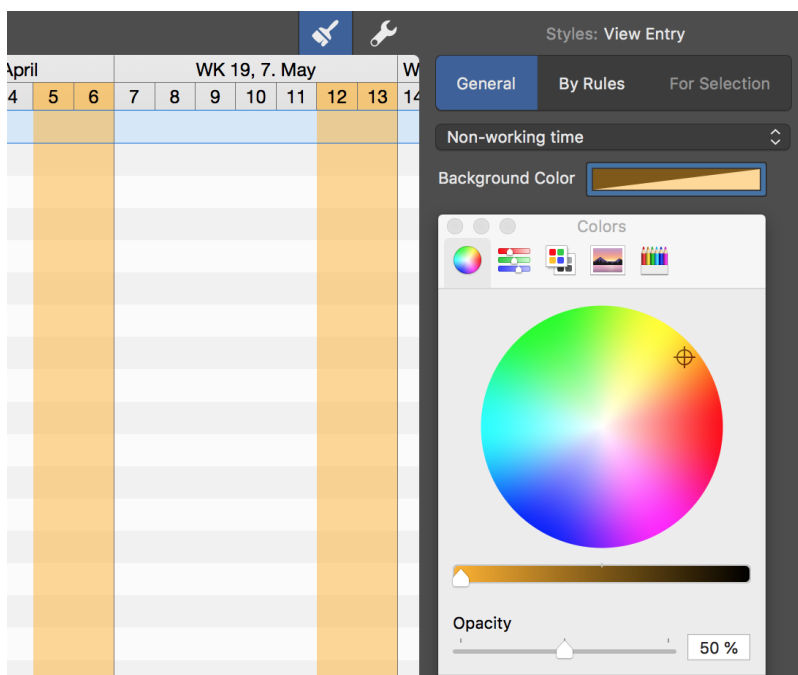 Styles: View Entry
April
WK 19, 7. May
W
General
By Rules
For Selection
4 5 6 7 8 9 10 11 12 13 14
Non-working time
Background Color
Colors
Opacity
50 %